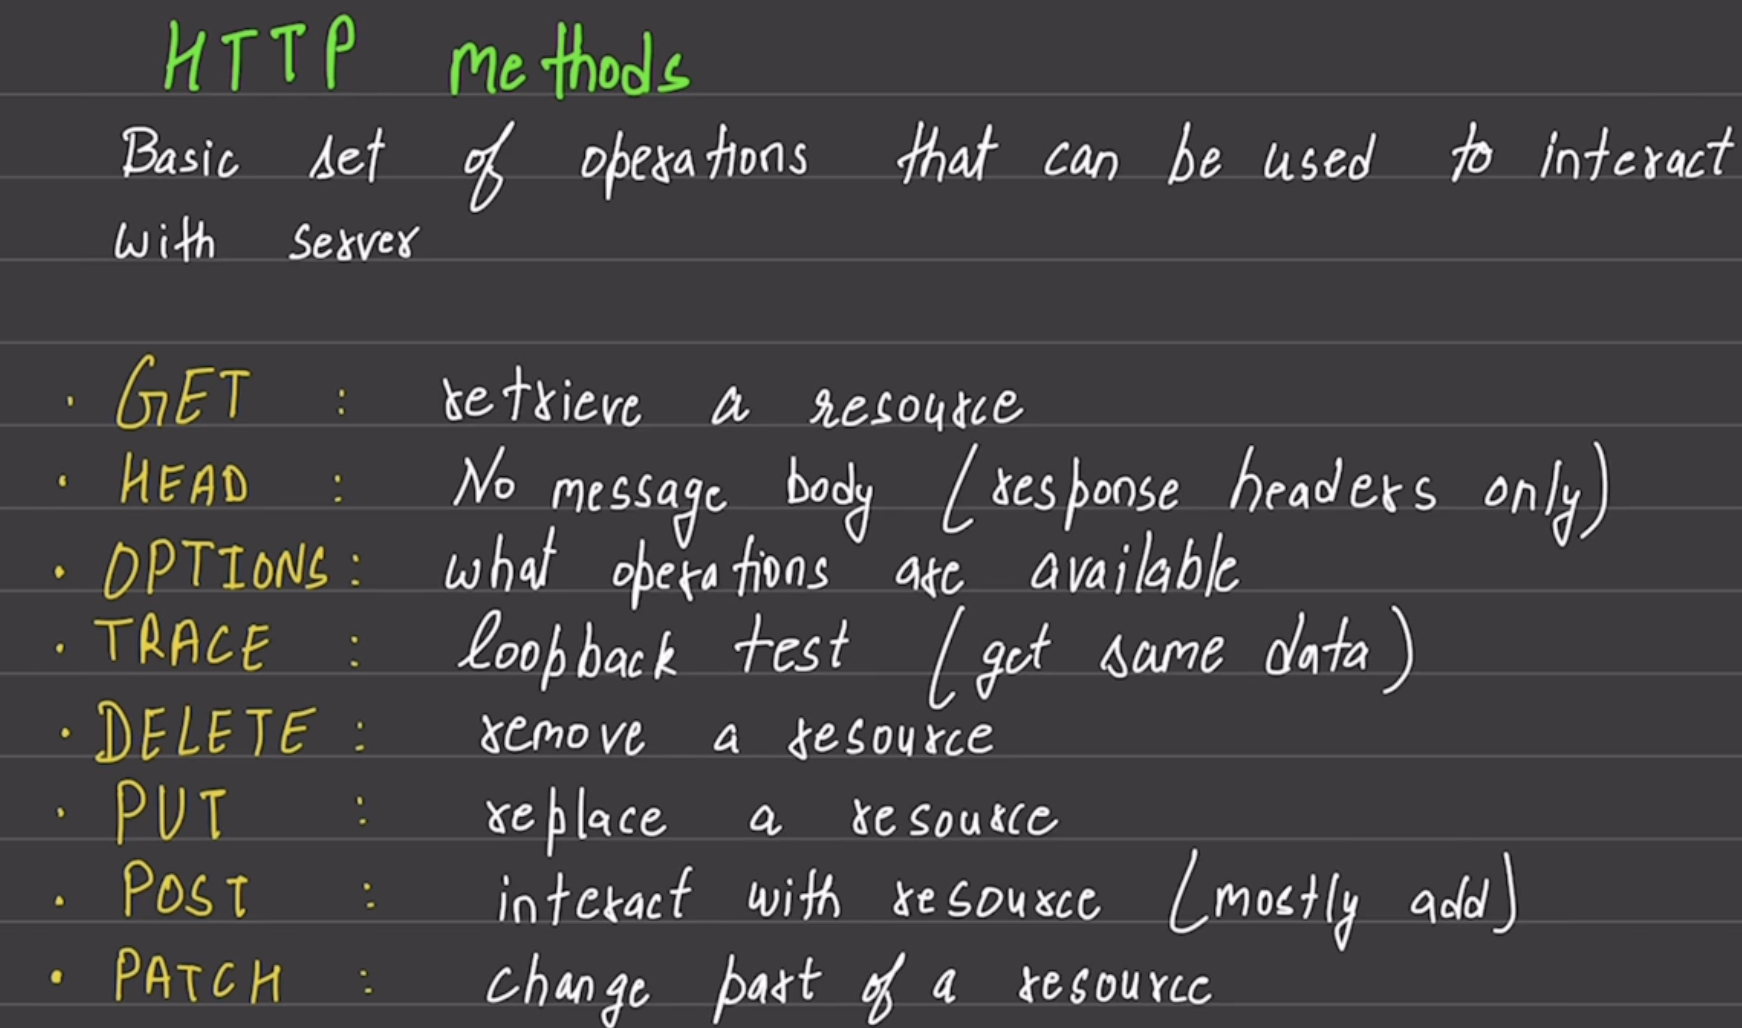 HTTP methods
Basic set of operations that can be used to interact
with server
· GET : retrieve a resource
· HEAD : No message body (response headers only)
· OPTIONS : what operations are available
· TRACE : loopback test (get same data)
· DELETE : remove a resource
· PUT : replace a resource
· POST : interact with resource (mostly add)
· PATCH : change part of a resource